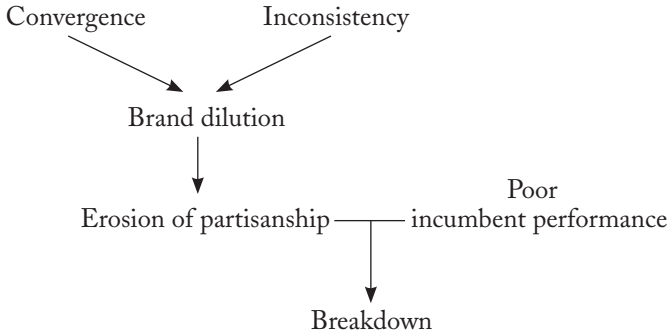 Convergence
Inconsistency
Brand dilution
Poor
Erosion of partisanship
incumbent performance
Breakdown